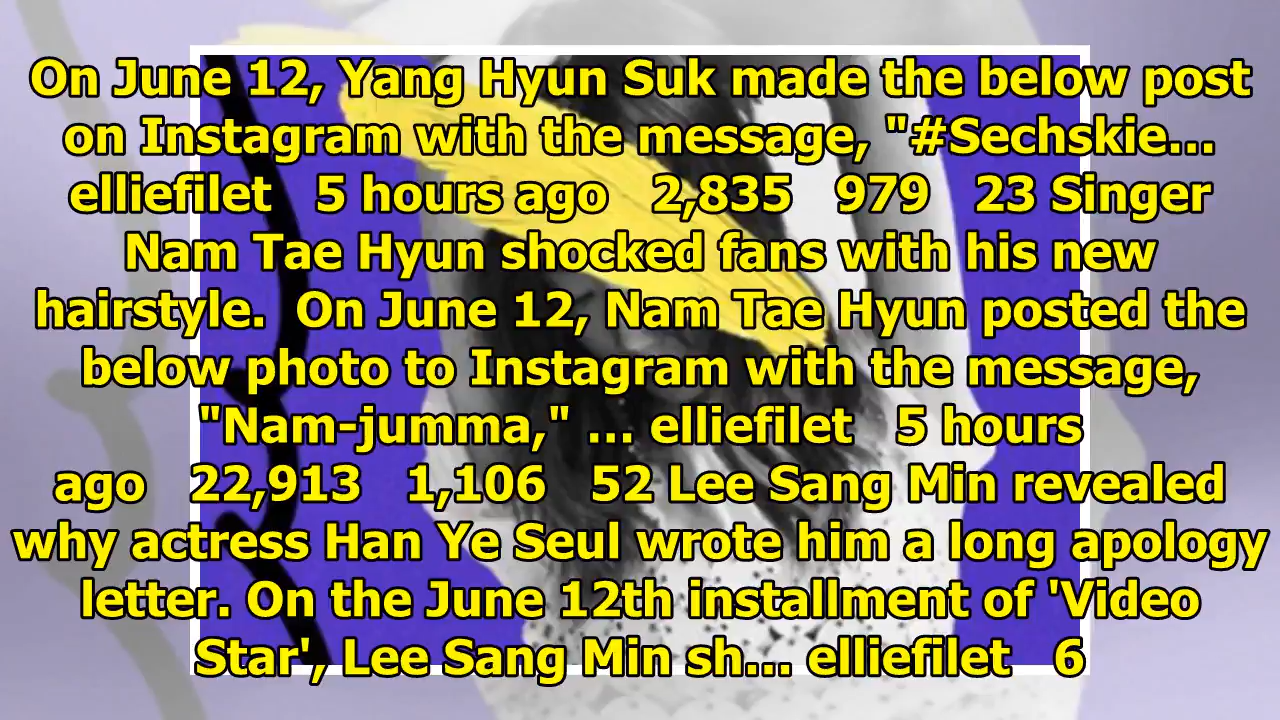 On June 12, Yang Hyun Suk made the below post
on Instagram with the message, "#Sechskie...
elliefilet 5 hours ago 2,835 979 23 Singer
Nam Tae Hyun shocked fans with his new
hairstyle. On June 12, Nam Tae Hyun posted the
below photo to Instagram with the message,
"Nam-jumma," ... elliefilet 5 hours
ago 22,913 1,106 52 Lee Sang Min revealed
why actress Han Ye Seul wrote him a long apology
letter. On the June 12th installment of 'Video
Star', Lee Sang Min sh... elliefilet 6